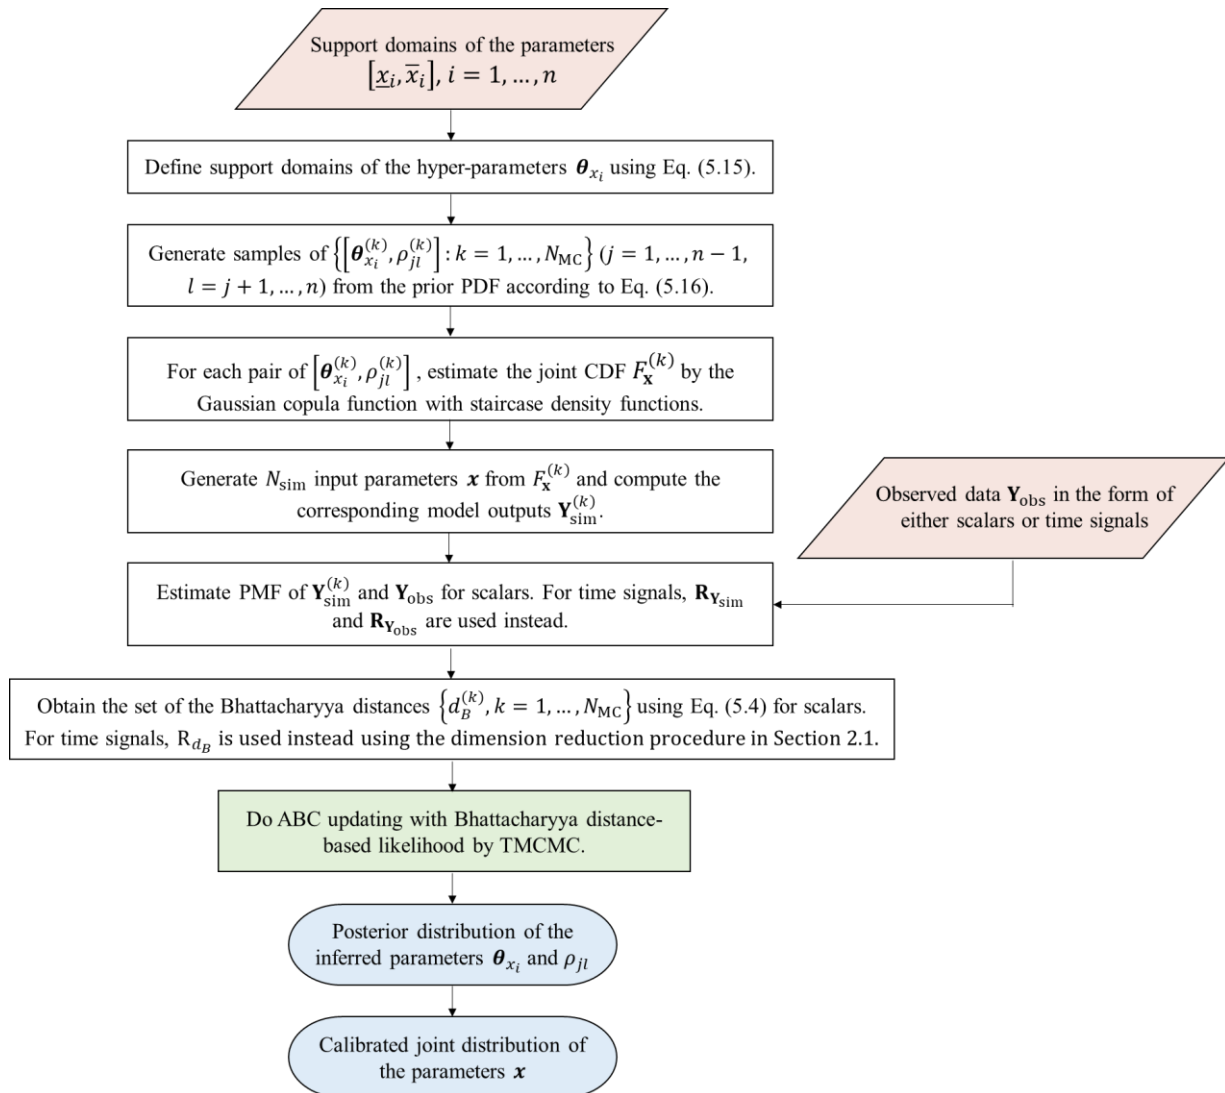 Support domains of the parameters
[x̲ᵢ, x̅ᵢ], i = 1, …, n
Define support domains of the hyper-parameters 𝜽_{x_i} using Eq. (5.15).
Generate samples of {[𝜽_{x_i}^{(k)}, ρ_{jl}^{(k)}] : k = 1, …, N_MC} (j = 1, …, n − 1,
l = j + 1, …, n) from the prior PDF according to Eq. (5.16).
For each pair of [𝜽_{x_i}^{(k)}, ρ_{jl}^{(k)}] , estimate the joint CDF F_𝐱^{(k)} by the
Gaussian copula function with staircase density functions.
Generate N_sim input parameters 𝒙 from F_𝐱^{(k)} and compute the
corresponding model outputs 𝐘_sim^{(k)}.
Observed data 𝐘_obs in the form of
either scalars or time signals
Estimate PMF of 𝐘_sim^{(k)} and 𝐘_obs for scalars. For time signals, 𝐑_{𝐘_sim}
and 𝐑_{𝐘_obs} are used instead.
Obtain the set of the Bhattacharyya distances {d_B^{(k)}, k = 1, …, N_MC} using Eq. (5.4) for scalars.
For time signals, R_{d_B} is used instead using the dimension reduction procedure in Section 2.1.
Do ABC updating with Bhattacharyya distance-
based likelihood by TMCMC.
Posterior distribution of the
inferred parameters 𝜽_{x_i} and ρ_{jl}
Calibrated joint distribution of
the parameters 𝒙